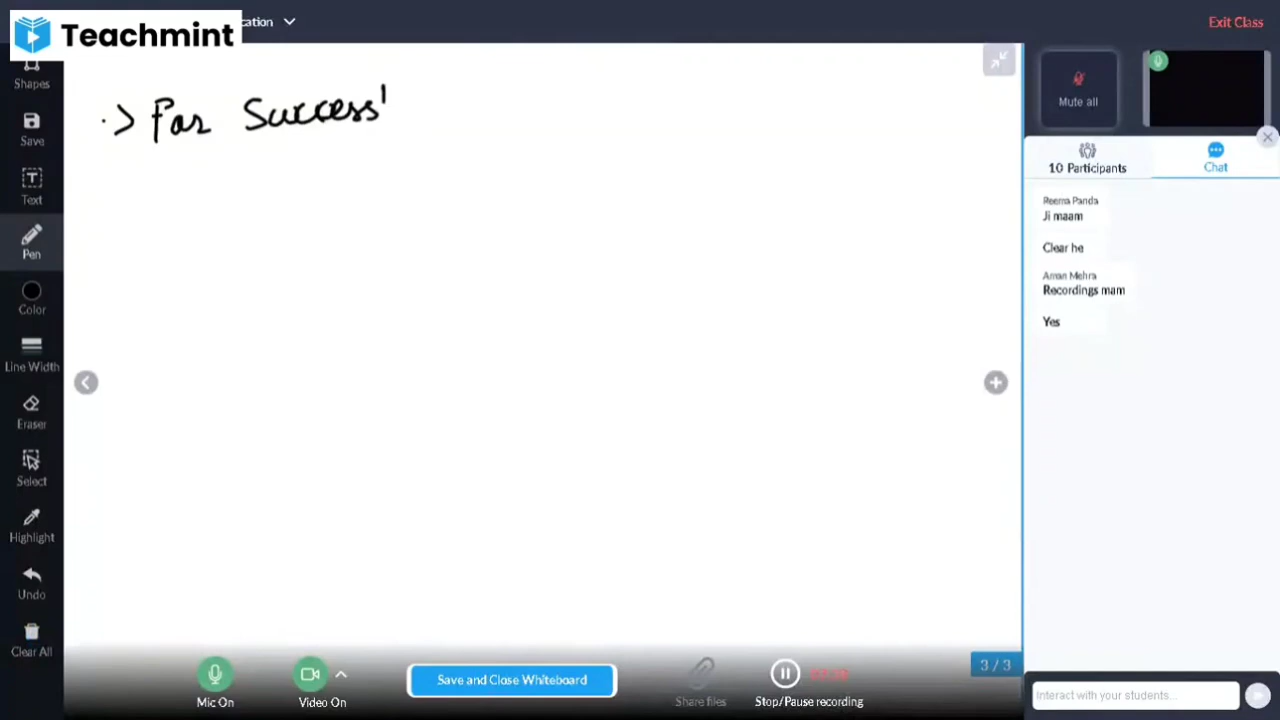 Teachmint
cation
Exit Class
Shapes
Save
Text
Pen
Color
Line Width
Eraser
Select
Highlight
Undo
Clear All
·> For Success'
Mute all
10 Participants
Chat
Reema Panda
Ji maam
Clear he
Arman Mehra
Recordings mam
Yes
3 / 3
Mic On
Video On
Save and Close Whiteboard
Share files
Stop/Pause recording
Interact with your students...